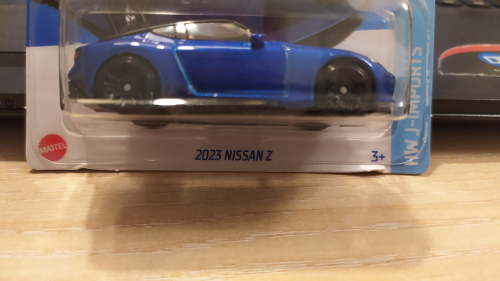 MATTEL
2023 NISSAN Z
3+
HW J-IMPORTS